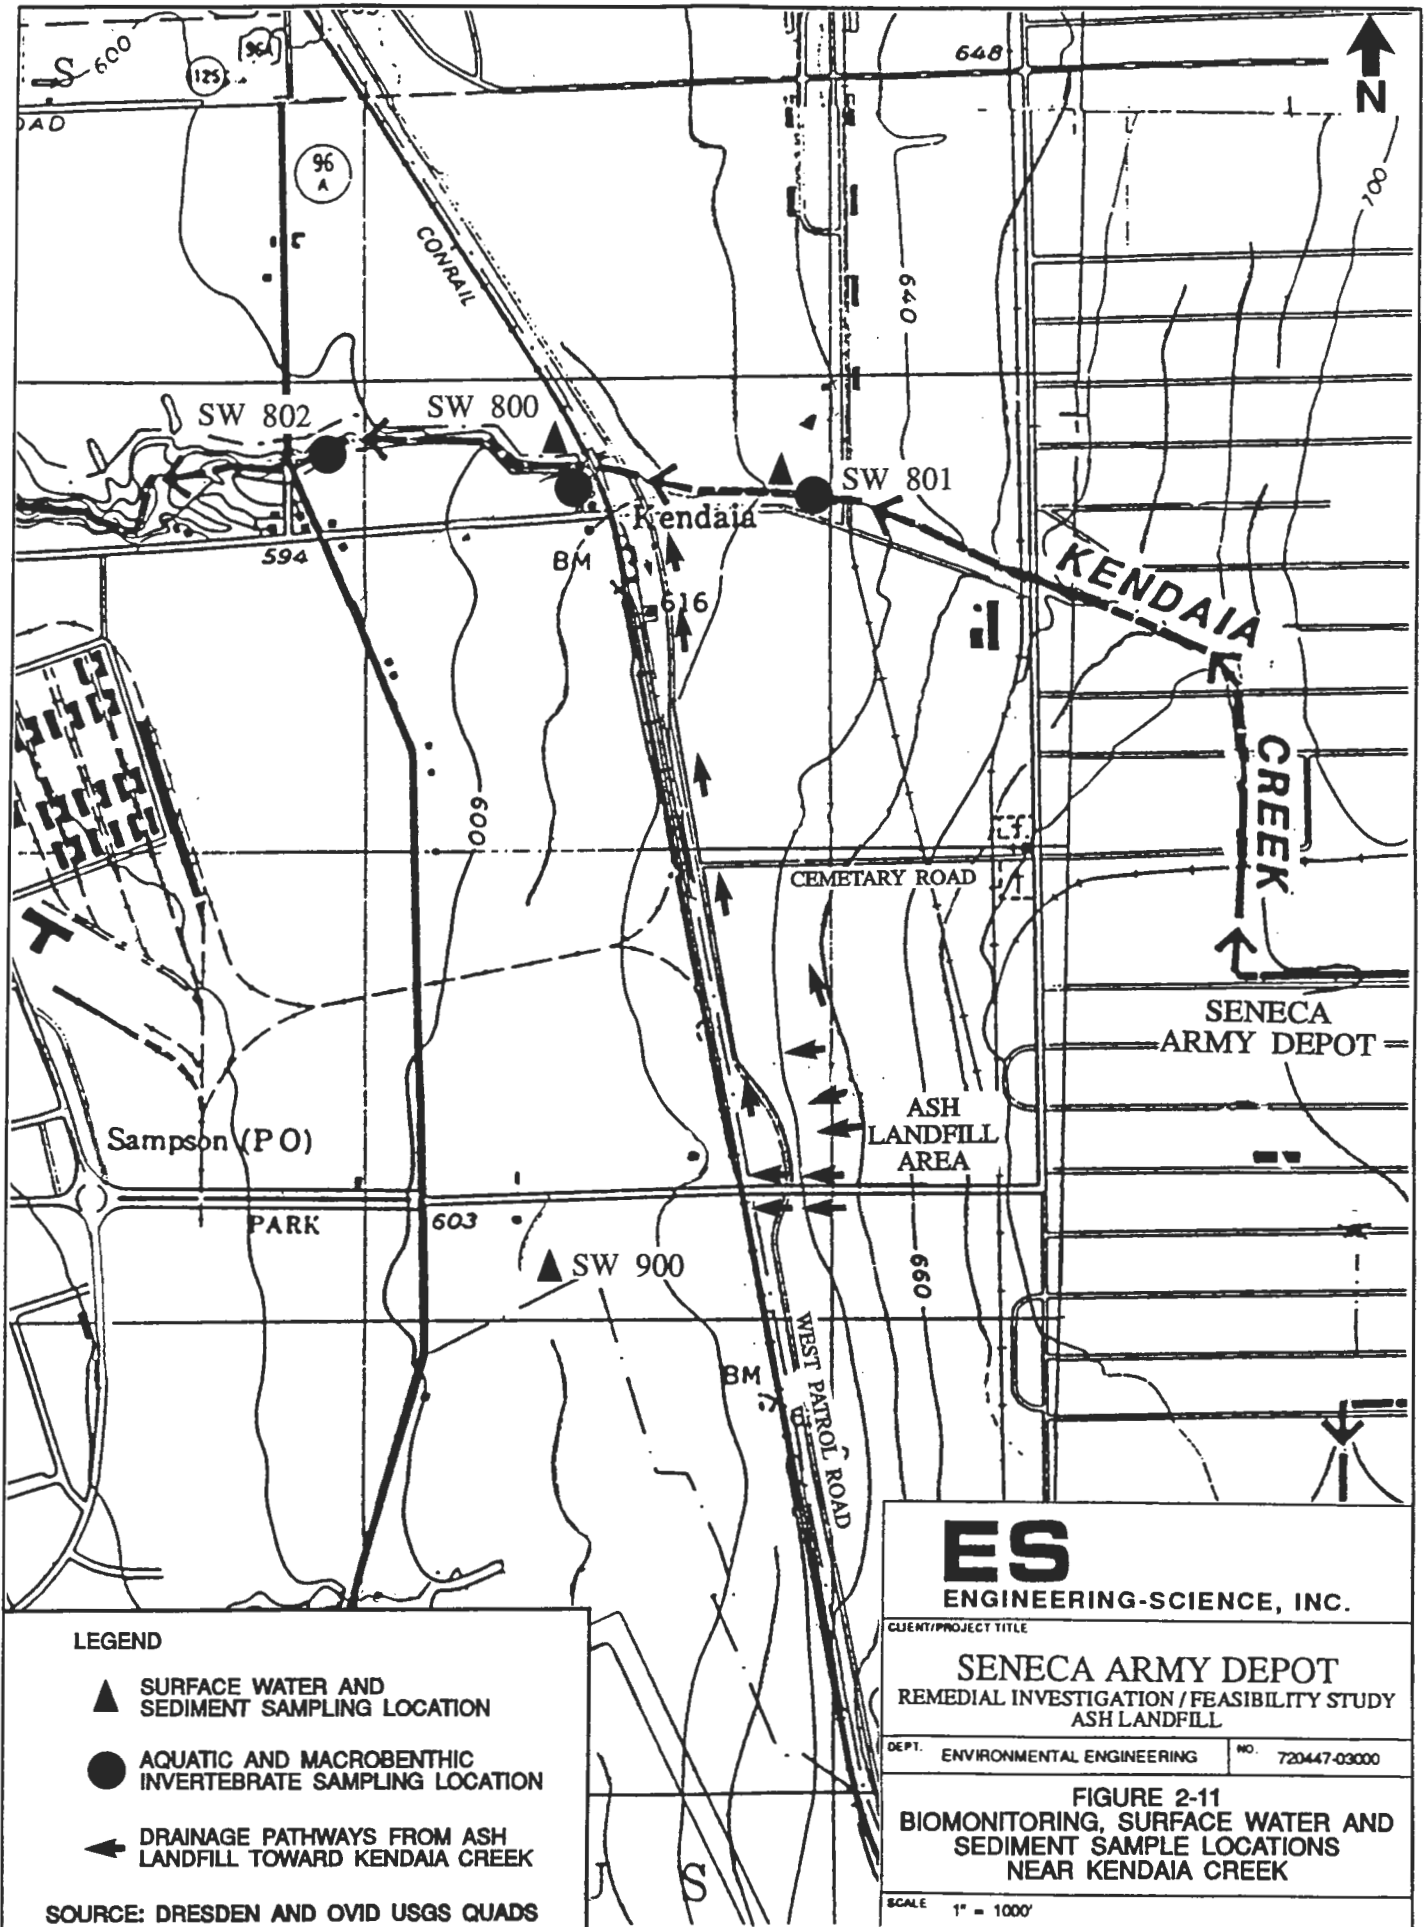 648
N
S
600
96A
125
OAD
96
A
CONRAIL
640
700
SW 802
SW 800
SW 801
Kendaia
594
BM
616
KENDAIA
CREEK
600
CEMETARY ROAD
SENECA
ARMY DEPOT
ASH
LANDFILL
AREA
Sampson (PO)
PARK
603
SW 900
660
WEST PATROL ROAD
BM
J S
LEGEND
SURFACE WATER AND
SEDIMENT SAMPLING LOCATION
AQUATIC AND MACROBENTHIC
INVERTEBRATE SAMPLING LOCATION
DRAINAGE PATHWAYS FROM ASH
LANDFILL TOWARD KENDAIA CREEK
SOURCE: DRESDEN AND OVID USGS QUADS
ES
ENGINEERING-SCIENCE, INC.
CLIENT/PROJECT TITLE
SENECA ARMY DEPOT
REMEDIAL INVESTIGATION / FEASIBILITY STUDY
ASH LANDFILL
DEPT. ENVIRONMENTAL ENGINEERING NO. 720447-03000
FIGURE 2-11
BIOMONITORING, SURFACE WATER AND
SEDIMENT SAMPLE LOCATIONS
NEAR KENDAIA CREEK
SCALE 1" = 1000'